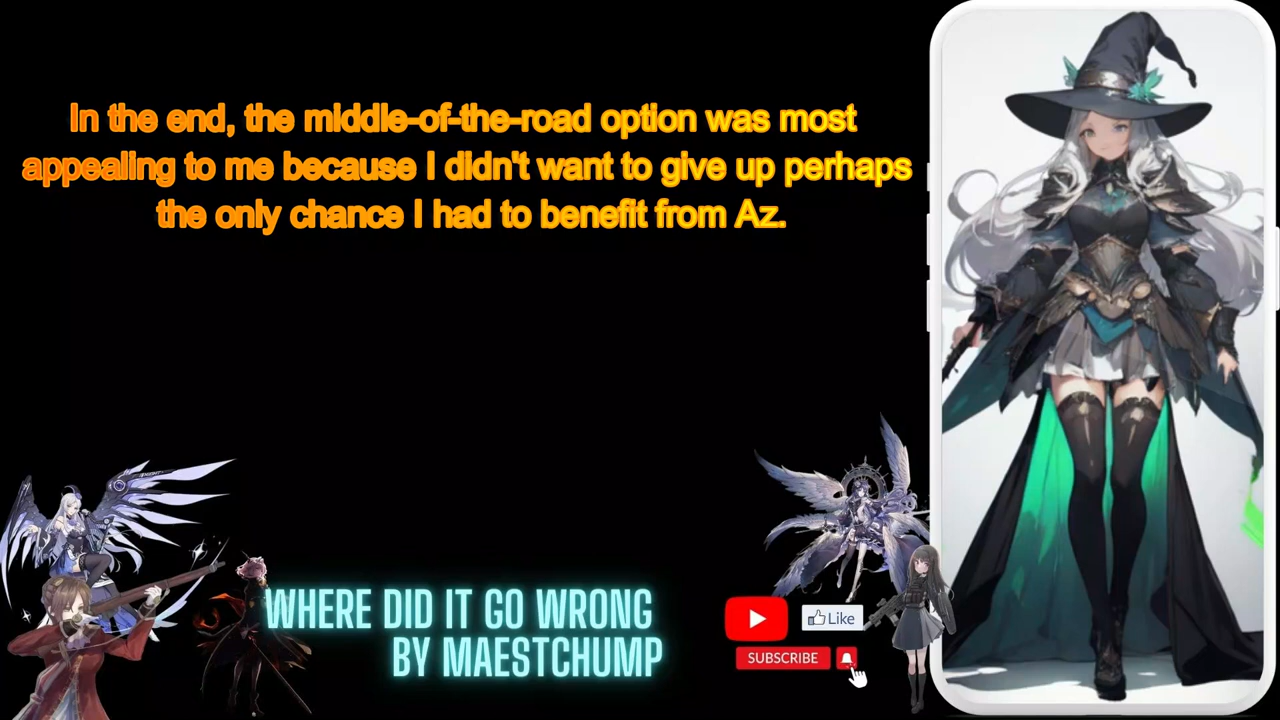 In the end, the middle-of-the-road option was most
appealing to me because I didn't want to give up perhaps
the only chance I had to benefit from Az.
WHERE DID IT GO WRONG
BY MAESTCHUMP
Like
SUBSCRIBE